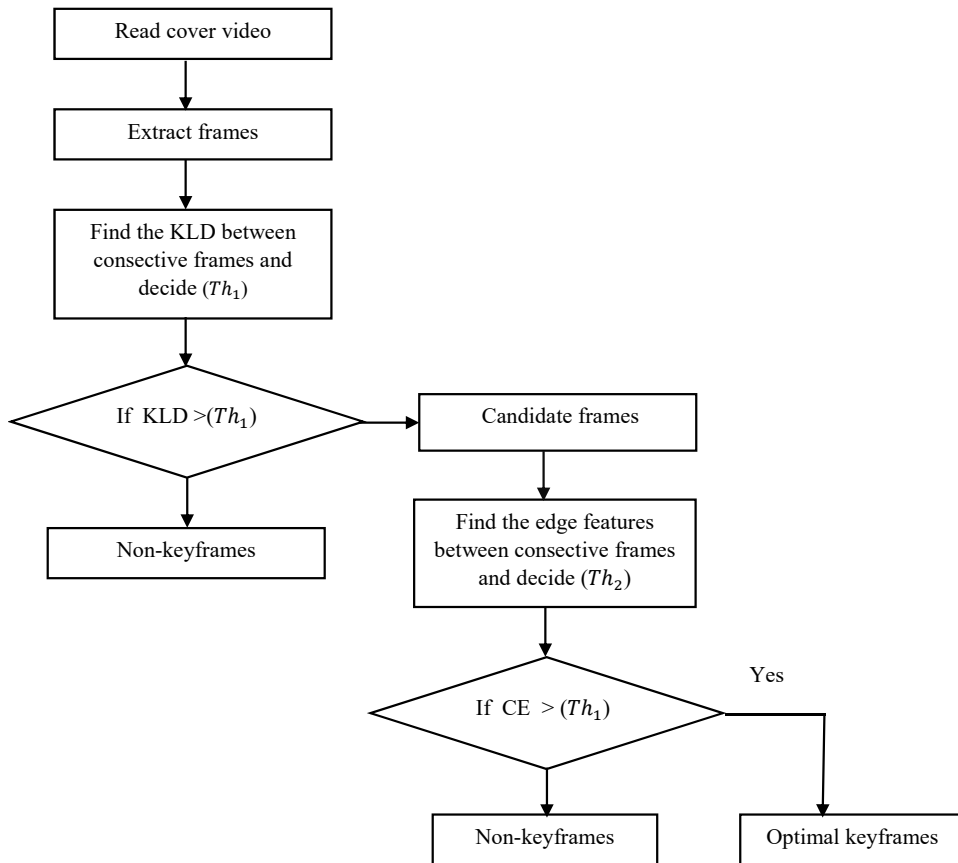 Read cover video
Extract frames
Find the KLD between
consective frames and
decide (Th₁)
If KLD >(Th₁)
Candidate frames
Non-keyframes
Find the edge features
between consective frames
and decide (Th₂)
If CE > (Th₁)
Yes
Non-keyframes
Optimal keyframes